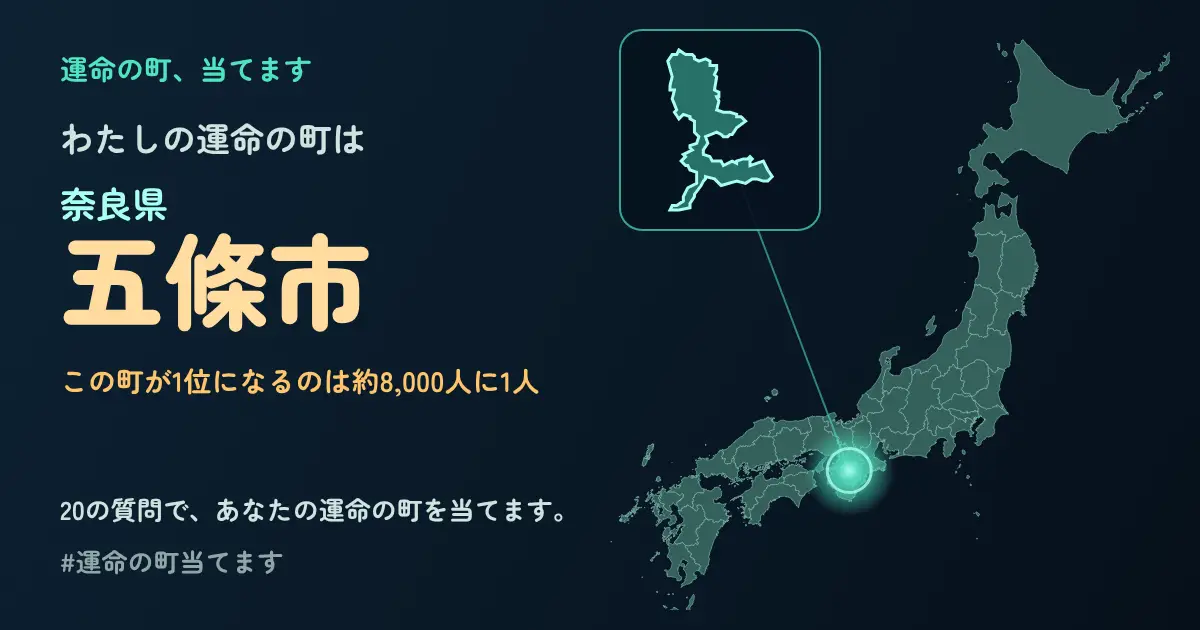 運命の町、当てます
わたしの運命の町は
奈良県
五條市
この町が1位になるのは約8,000人に1人
20の質問で、あなたの運命の町を当てます。
#運命の町当てます